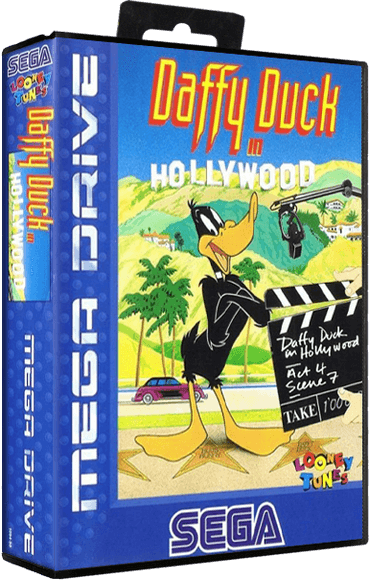 SEGA
LOONEY
TUNES
Daffy Duck
in
HOLLYWOOD
MEGA DRIVE
MEGA DRIVE
Daffy Duck
in
HOLLYWOOD
Daffy Duck
in Hollywood
Act 4
Scene 7
TAKE 1'000
LOONEY
TUNES
SEGA